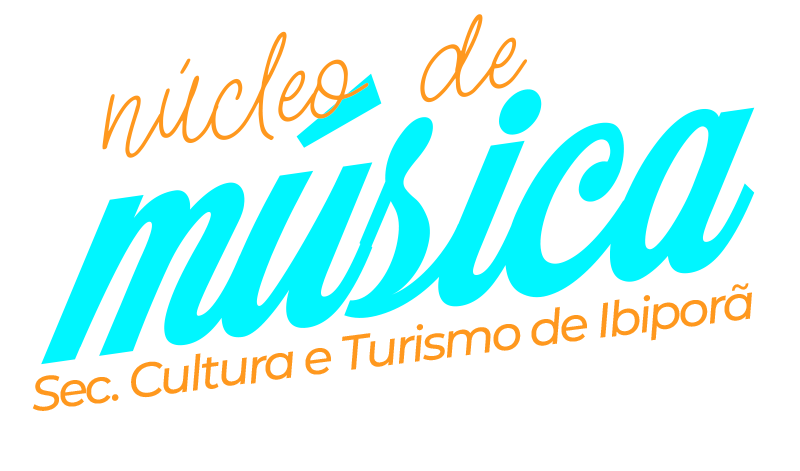 núcleo de
música
Sec. Cultura e Turismo de Ibiporã